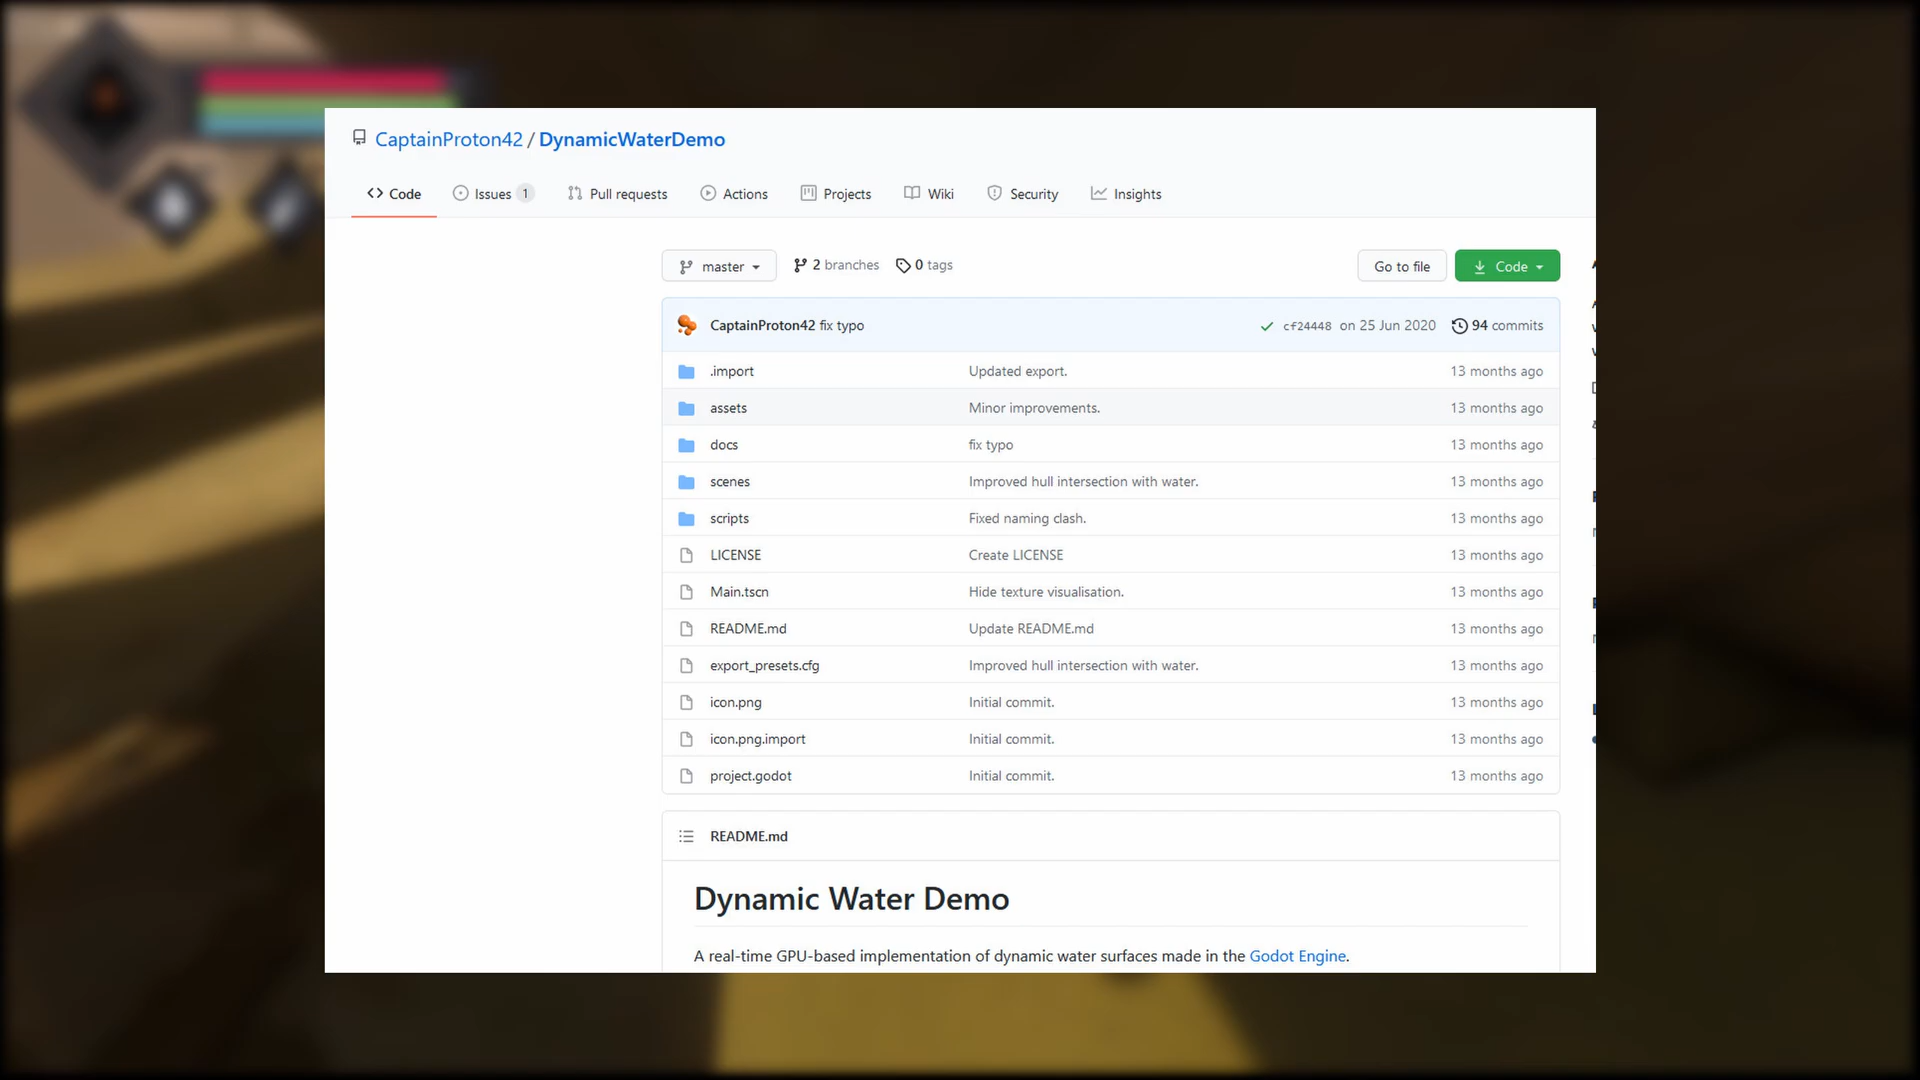 CaptainProton42 / DynamicWaterDemo
Code Issues 1 Pull requests Actions Projects Wiki Security Insights
master 2 branches 0 tags Go to file Code
CaptainProton42 fix typo cf24448 on 25 Jun 2020 94 commits
.import Updated export. 13 months ago
assets Minor improvements. 13 months ago
docs fix typo 13 months ago
scenes Improved hull intersection with water. 13 months ago
scripts Fixed naming clash. 13 months ago
LICENSE Create LICENSE 13 months ago
Main.tscn Hide texture visualisation. 13 months ago
README.md Update README.md 13 months ago
export_presets.cfg Improved hull intersection with water. 13 months ago
icon.png Initial commit. 13 months ago
icon.png.import Initial commit. 13 months ago
project.godot Initial commit. 13 months ago
README.md
Dynamic Water Demo
A real-time GPU-based implementation of dynamic water surfaces made in the Godot Engine.